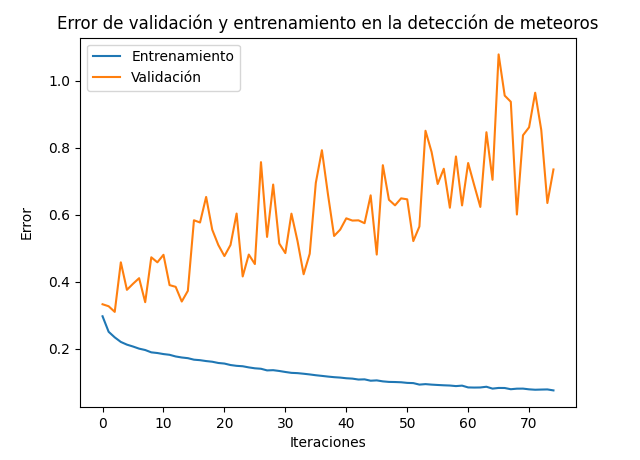 Error de validación y entrenamiento en la detección de meteoros
Entrenamiento
Validación
1.0
0.8
0.6
0.4
0.2
Error
0 10 20 30 40 50 60 70
Iteraciones